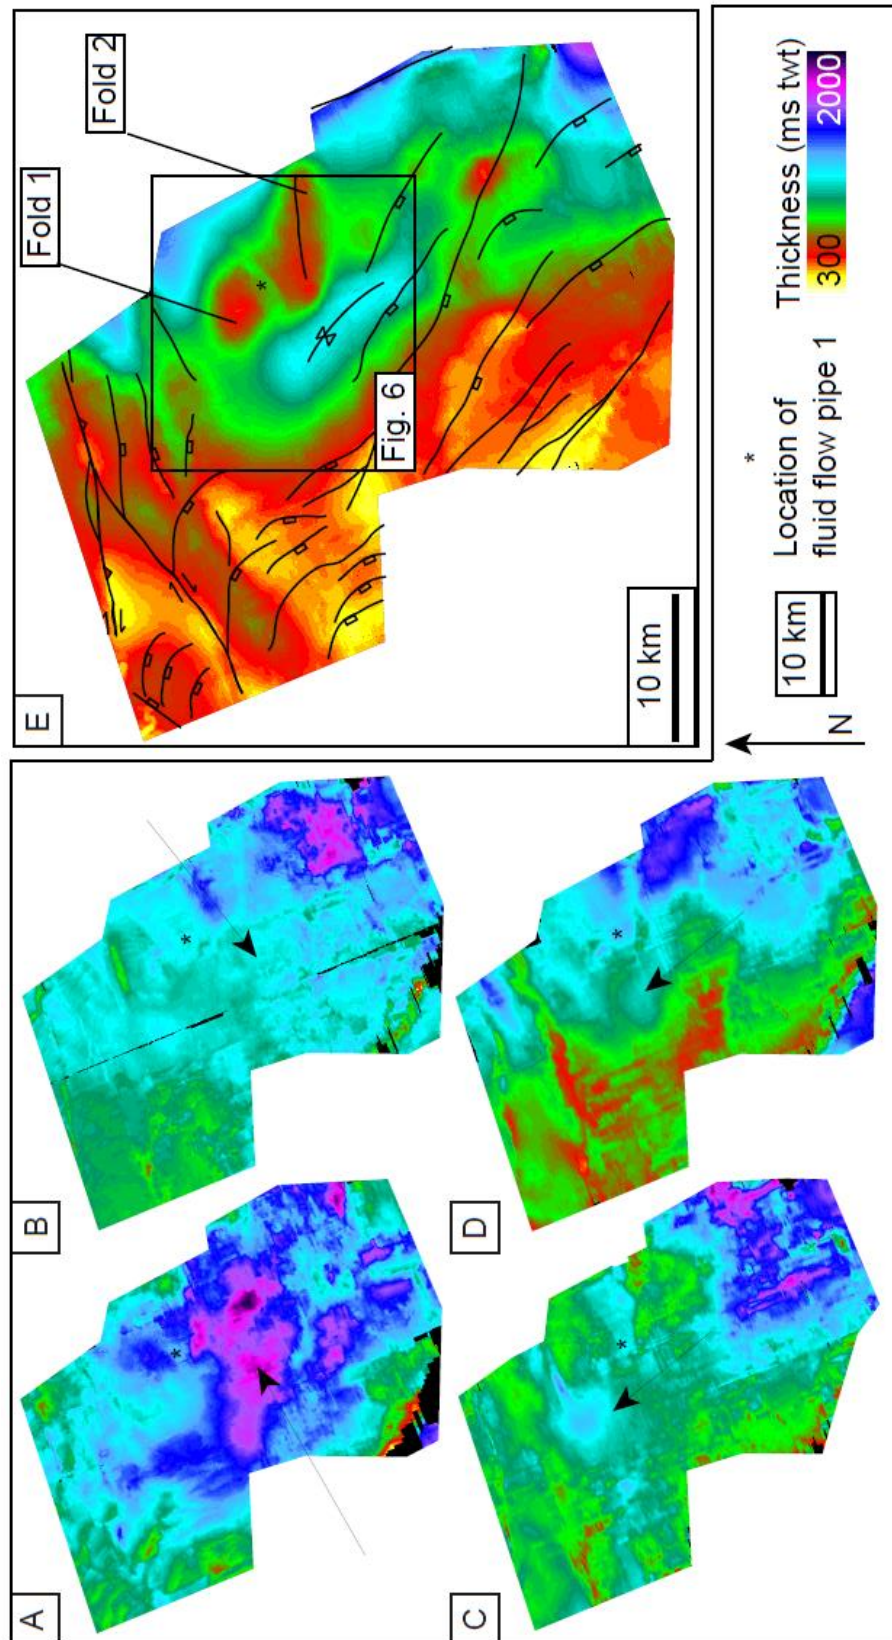 A
B
C
D
E
Fold 1
Fold 2
Fig. 6
10 km
N
10 km
*
Location of
fluid flow pipe 1
Thickness (ms twt)
300
2000